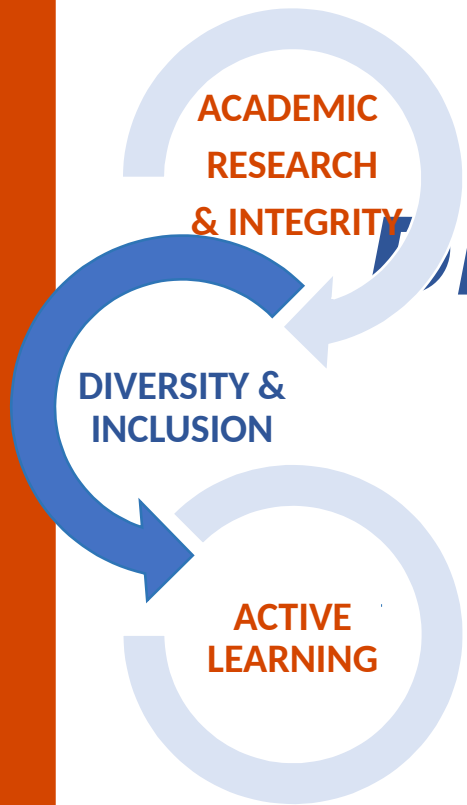 ACADEMIC
RESEARCH
& INTEGRITY
DIVERSITY &
INCLUSION
ACTIVE
LEARNING